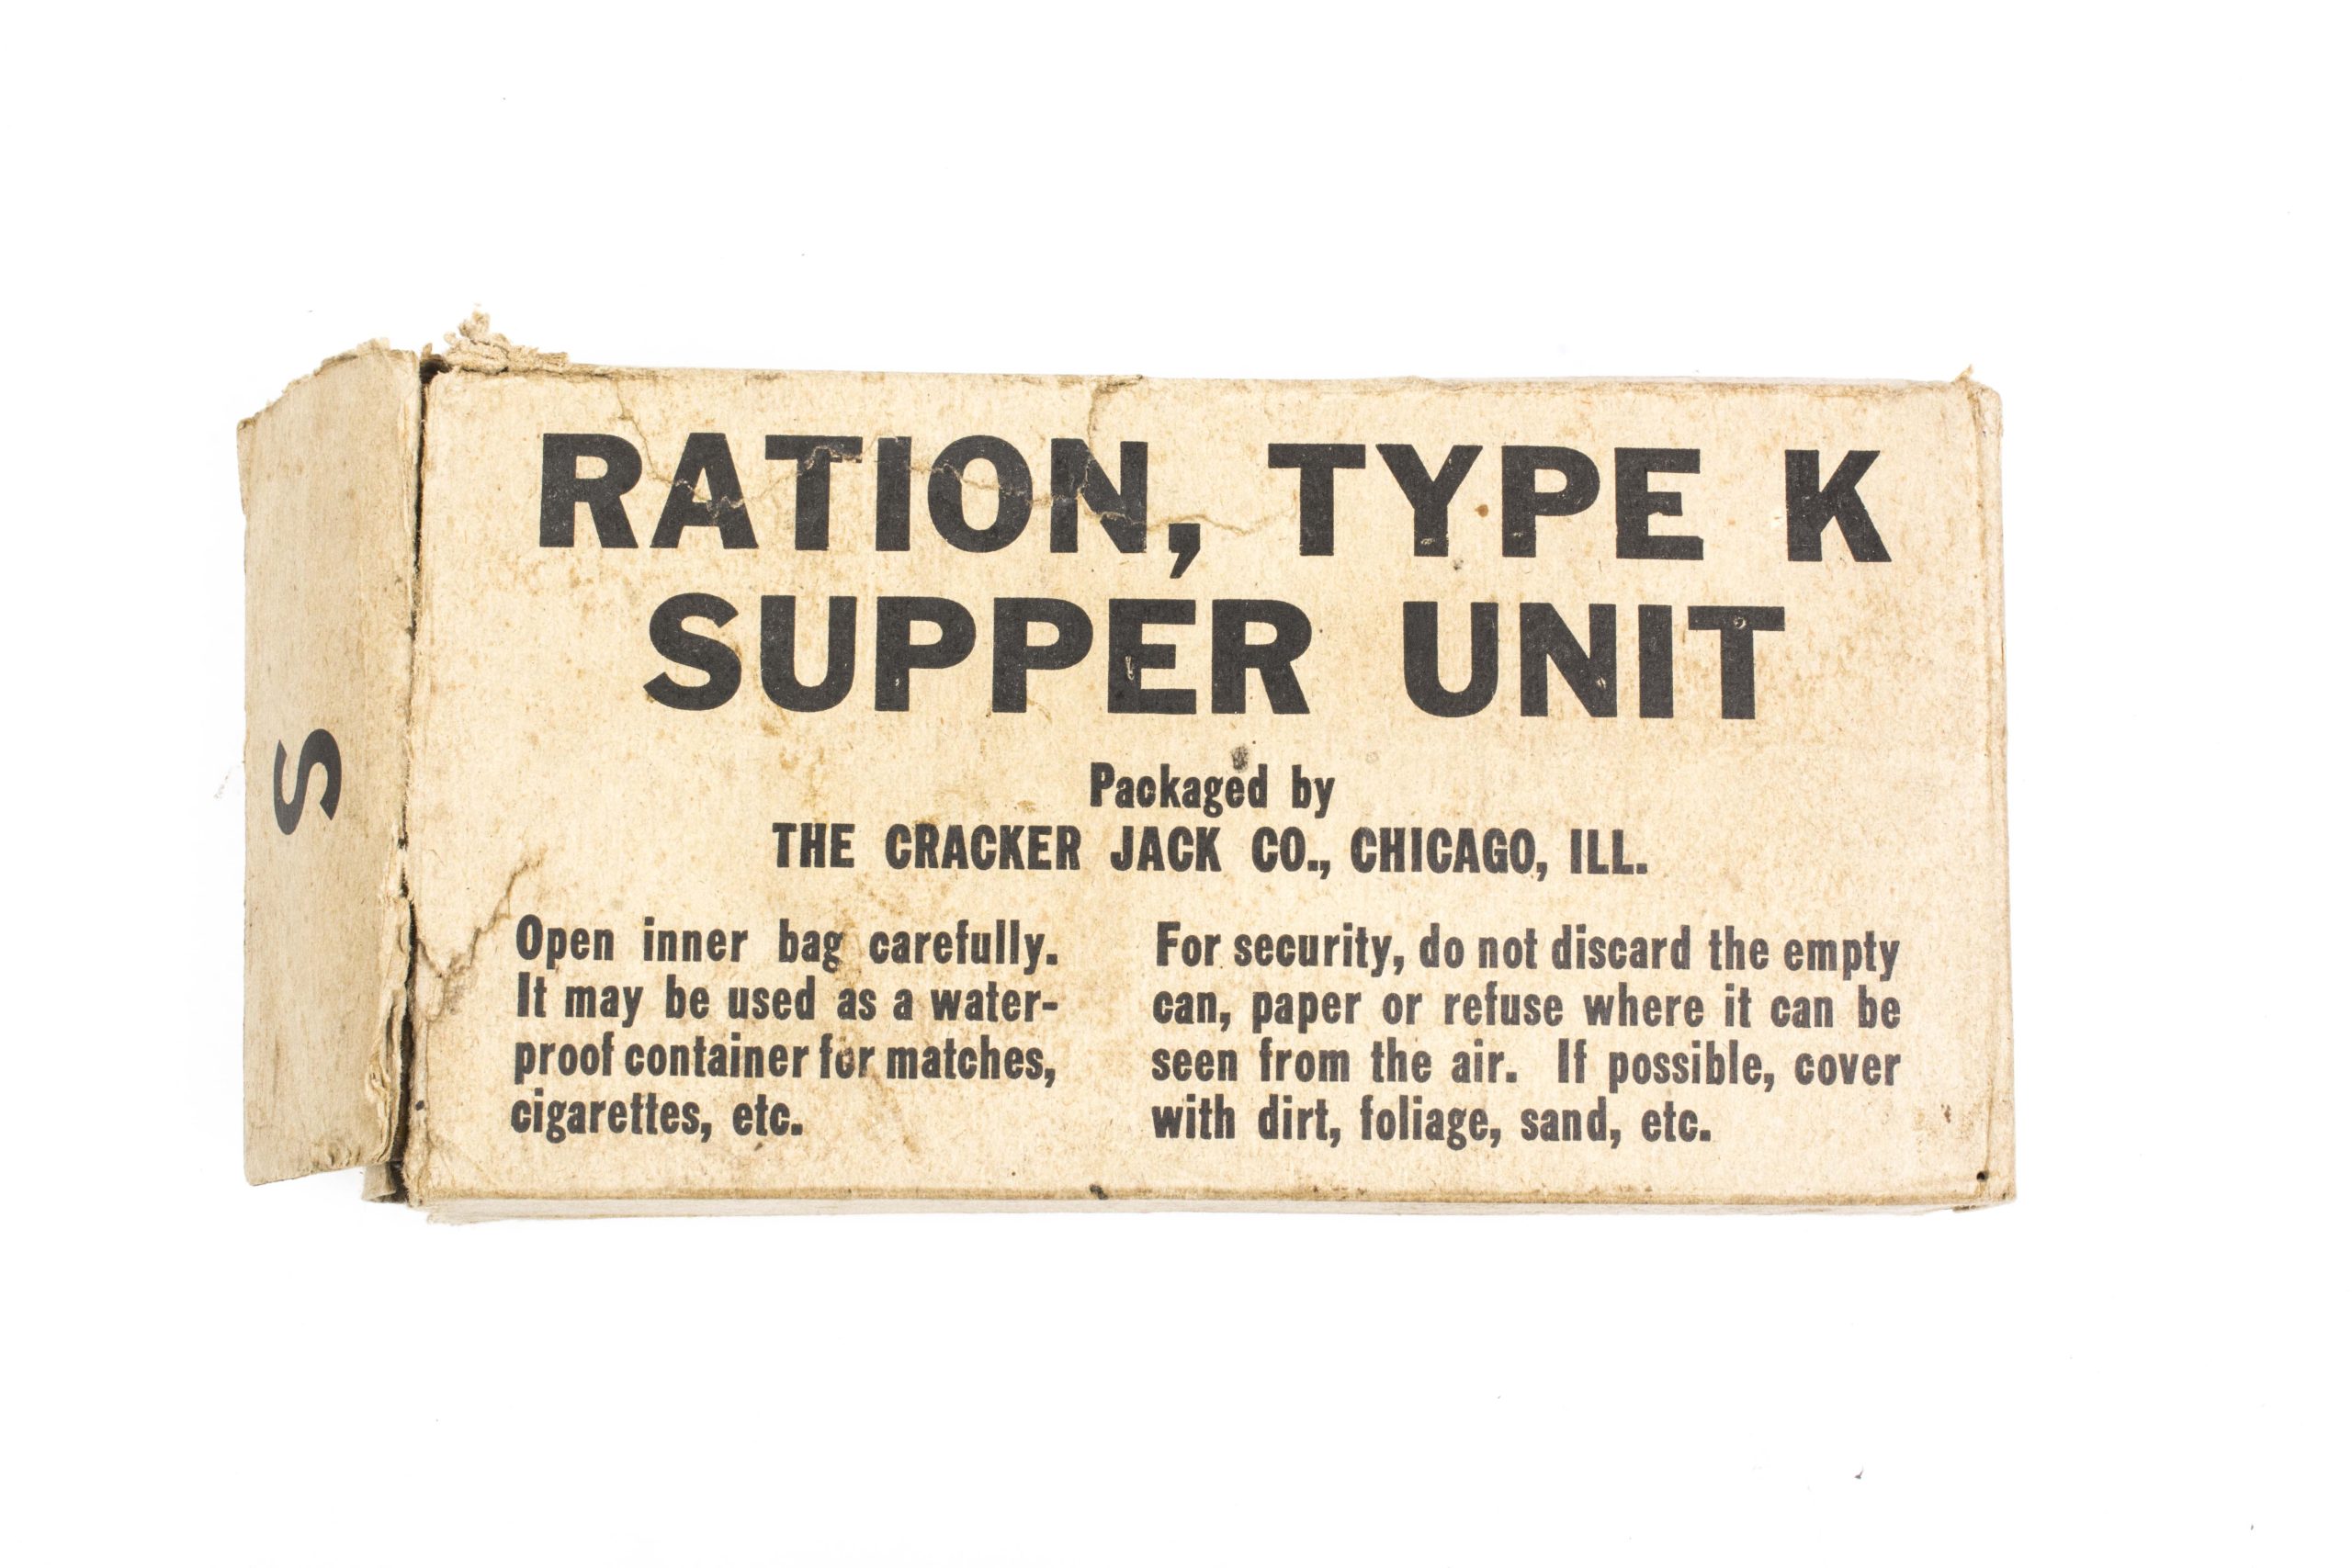 RATION, TYPE K
SUPPER UNIT
Packaged by
THE CRACKER JACK CO., CHICAGO, ILL.
Open inner bag carefully.
It may be used as a water-
proof container for matches,
cigarettes, etc.
For security, do not discard the empty
can, paper or refuse where it can be
seen from the air. If possible, cover
with dirt, foliage, sand, etc.
S